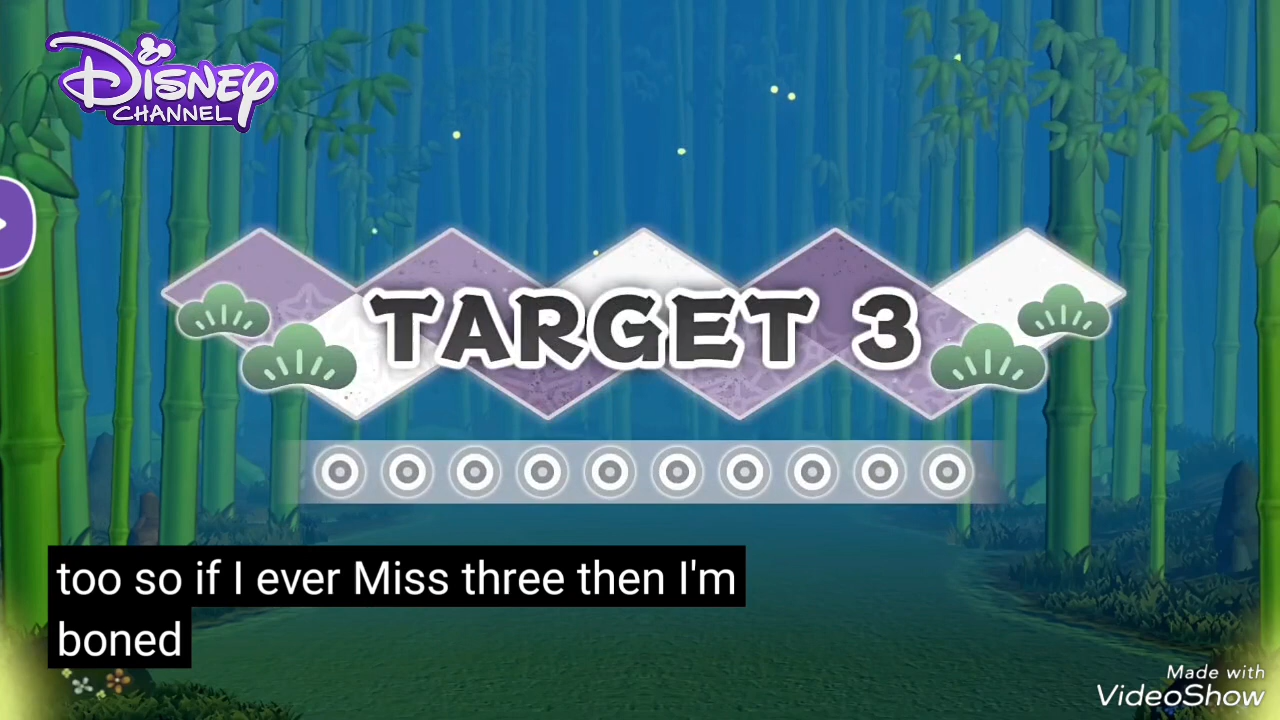 Disney
CHANNEL
TARGET 3
too so if I ever Miss three then I'm
boned
Made with
VideoShow